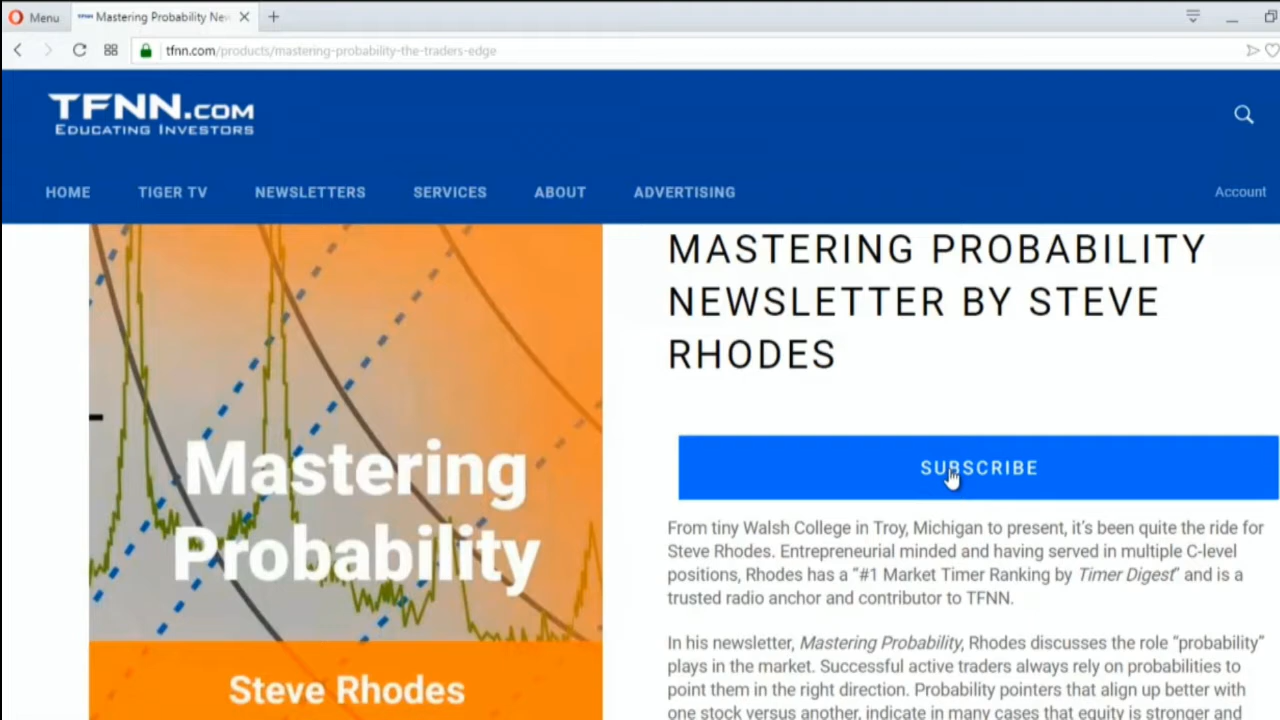 Menu
Mastering Probability New
tfnn.com/products/mastering-probability-the-traders-edge
TFNN.COM
EDUCATING INVESTORS
HOME
TIGER TV
NEWSLETTERS
SERVICES
ABOUT
ADVERTISING
Account
MASTERING PROBABILITY
NEWSLETTER BY STEVE
RHODES
Mastering
Probability
Steve Rhodes
SUBSCRIBE
From tiny Walsh College in Troy, Michigan to present, it's been quite the ride for
Steve Rhodes. Entrepreneurial minded and having served in multiple C-level
positions, Rhodes has a “#1 Market Timer Ranking by Timer Digest” and is a
trusted radio anchor and contributor to TFNN.
In his newsletter, Mastering Probability, Rhodes discusses the role “probability”
plays in the market. Successful active traders always rely on probabilities to
point them in the right direction. Probability pointers that align up better with
one stock versus another, indicate in many cases that equity is stronger and